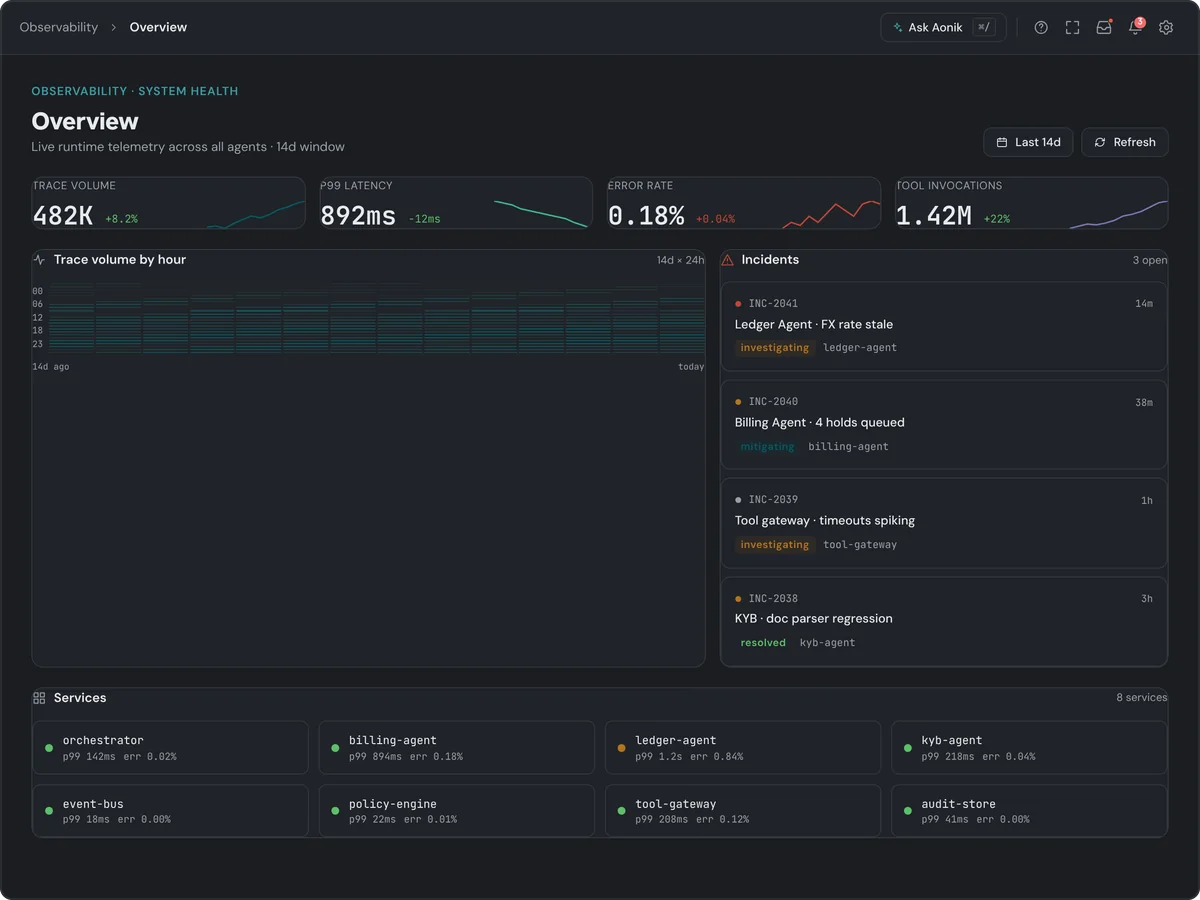 Observability > Overview
Ask Aonik ⌘/
3
OBSERVABILITY · SYSTEM HEALTH
Overview
Live runtime telemetry across all agents · 14d window
Last 14d
Refresh
TRACE VOLUME
482K +8.2%
P99 LATENCY
892ms -12ms
ERROR RATE
0.18% +0.04%
TOOL INVOCATIONS
1.42M +22%
Trace volume by hour
14d × 24h
00
06
12
18
23
14d ago
today
Incidents
3 open
INC-2041
14m
Ledger Agent · FX rate stale
investigating ledger-agent
INC-2040
38m
Billing Agent · 4 holds queued
mitigating billing-agent
INC-2039
1h
Tool gateway · timeouts spiking
investigating tool-gateway
INC-2038
3h
KYB · doc parser regression
resolved kyb-agent
Services
8 services
orchestrator
p99 142ms err 0.02%
billing-agent
p99 894ms err 0.18%
ledger-agent
p99 1.2s err 0.84%
kyb-agent
p99 218ms err 0.04%
event-bus
p99 18ms err 0.00%
policy-engine
p99 22ms err 0.01%
tool-gateway
p99 208ms err 0.12%
audit-store
p99 41ms err 0.00%